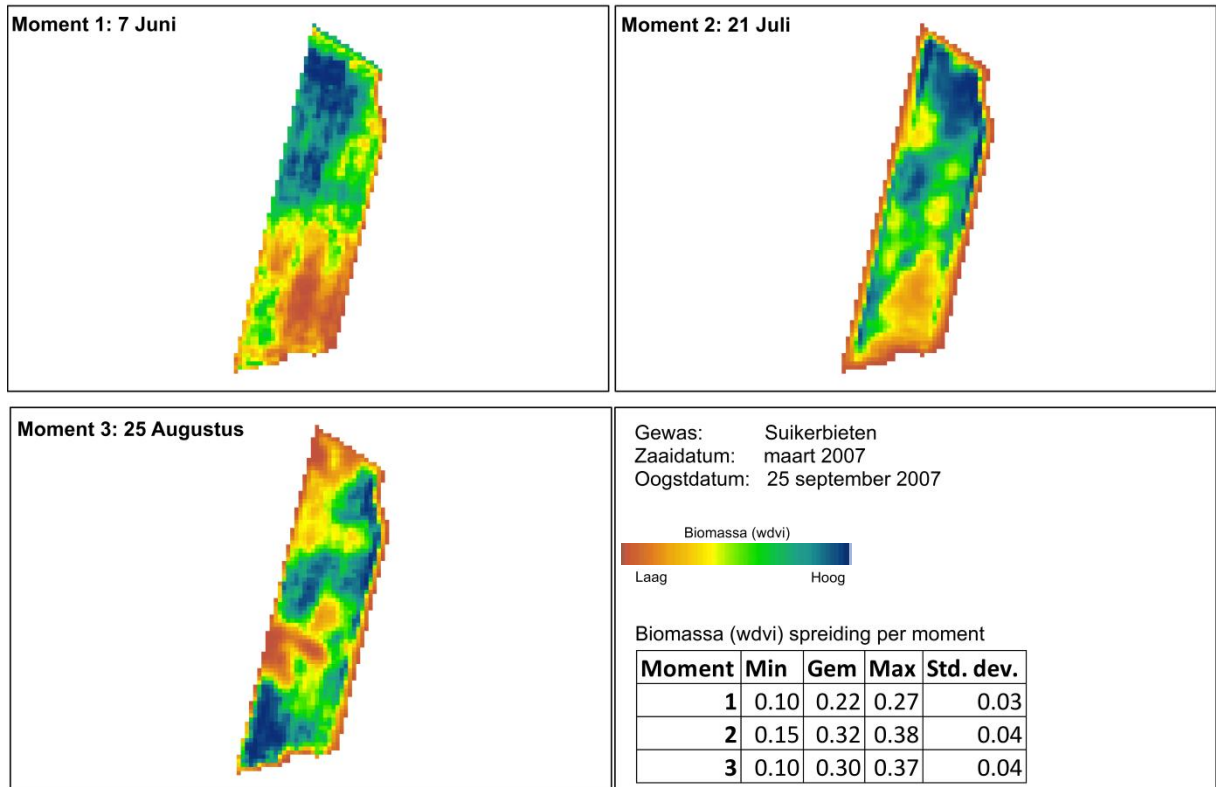 Moment 1: 7 Juni
Moment 2: 21 Juli
Moment 3: 25 Augustus
Gewas: Suikerbieten
Zaaidatum: maart 2007
Oogstdatum: 25 september 2007
Biomassa (wdvi)
Laag Hoog
Biomassa (wdvi) spreiding per moment
Moment Min Gem Max Std. dev.
1 0.10 0.22 0.27 0.03
2 0.15 0.32 0.38 0.04
3 0.10 0.30 0.37 0.04